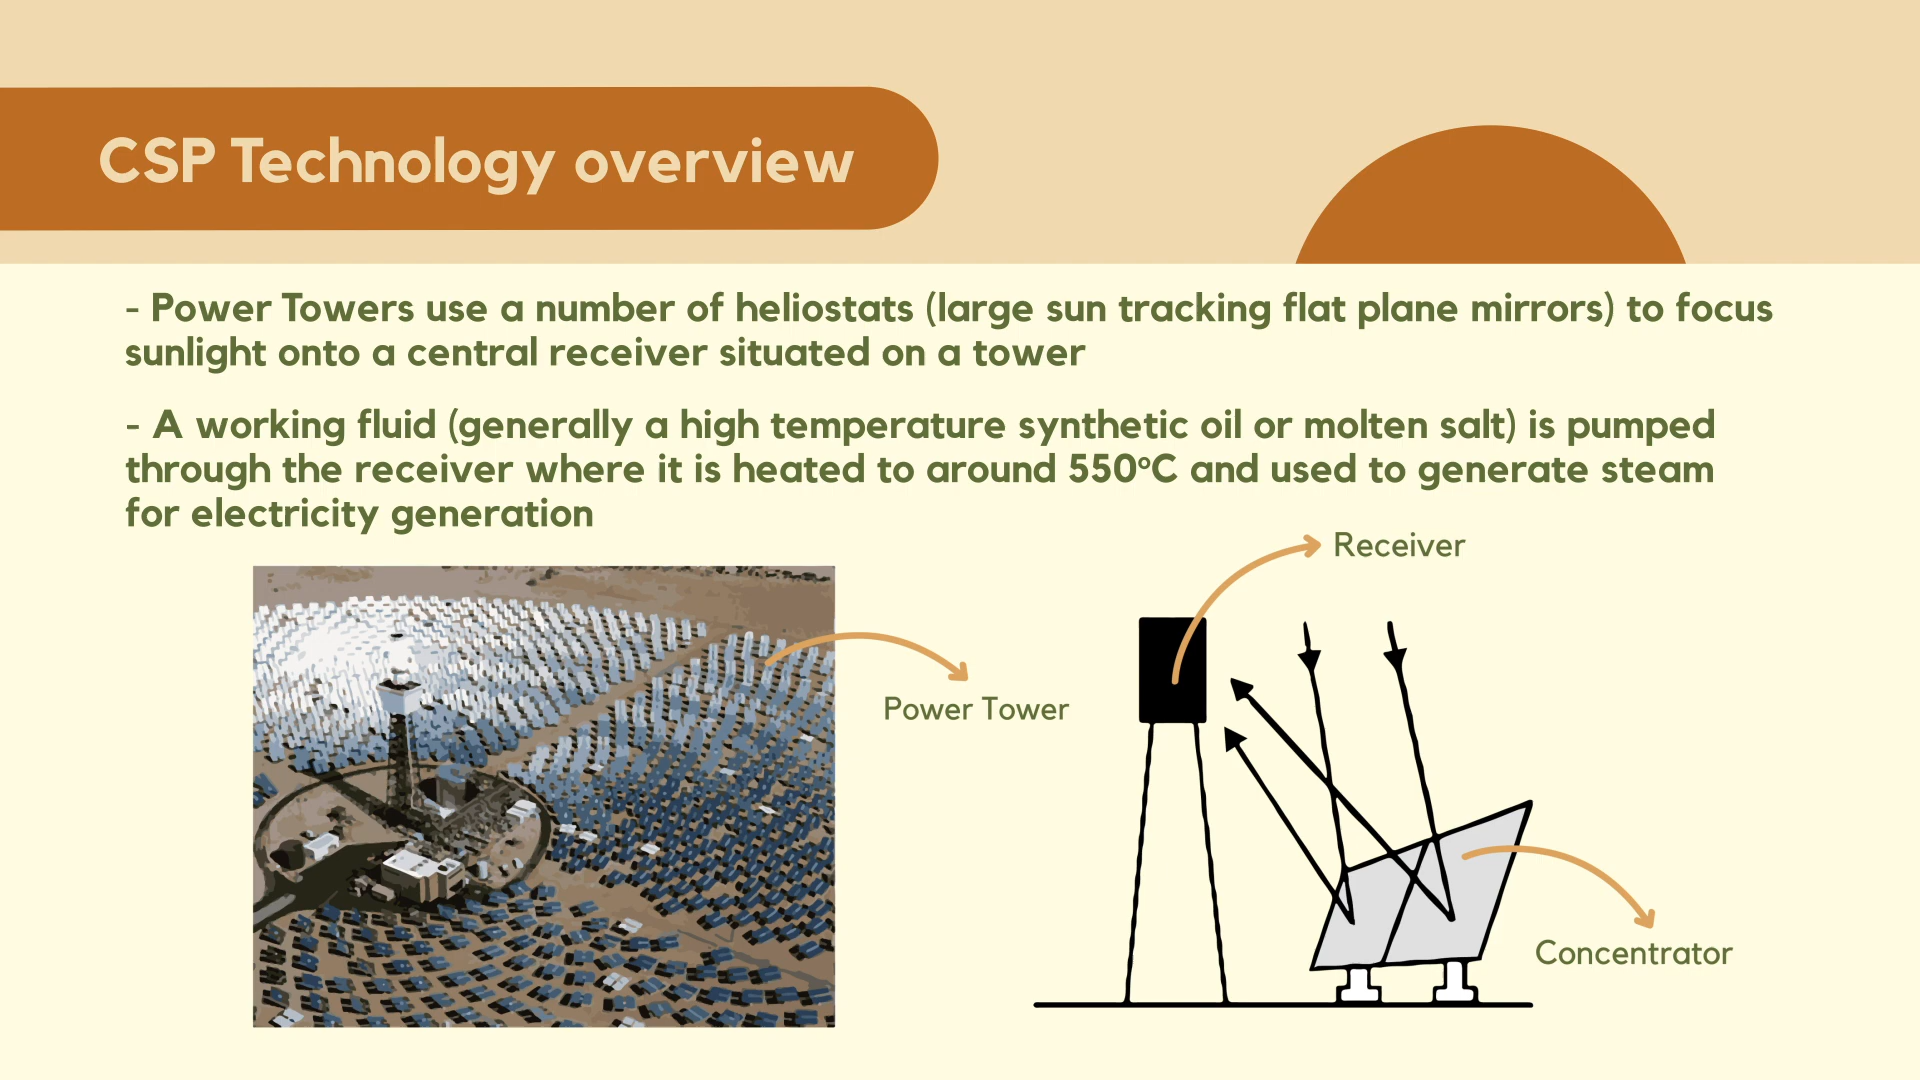 CSP Technology overview
- Power Towers use a number of heliostats (large sun tracking flat plane mirrors) to focus
sunlight onto a central receiver situated on a tower
- A working fluid (generally a high temperature synthetic oil or molten salt) is pumped
through the receiver where it is heated to around 550ºC and used to generate steam
for electricity generation
Receiver
Power Tower
Concentrator